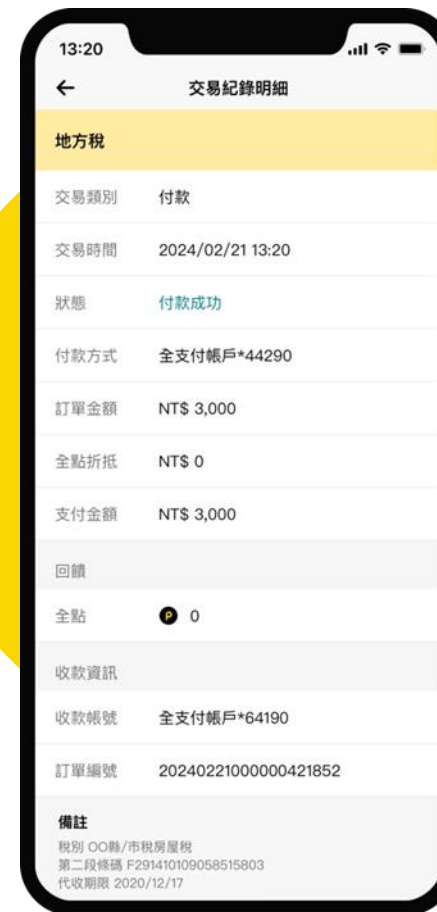 13:20
交易紀錄明細
地方稅
交易類別 付款
交易時間 2024/02/21 13:20
狀態 付款成功
付款方式 全支付帳戶*44290
訂單金額 NT$ 3,000
全點折抵 NT$ 0
支付金額 NT$ 3,000
回饋
全點 P 0
收款資訊
收款帳號 全支付帳戶*64190
訂單編號 20240221000000421852
備註
稅別 OO縣/市稅房屋稅
第二段條碼 F291410109058515803
代收期限 2020/12/17